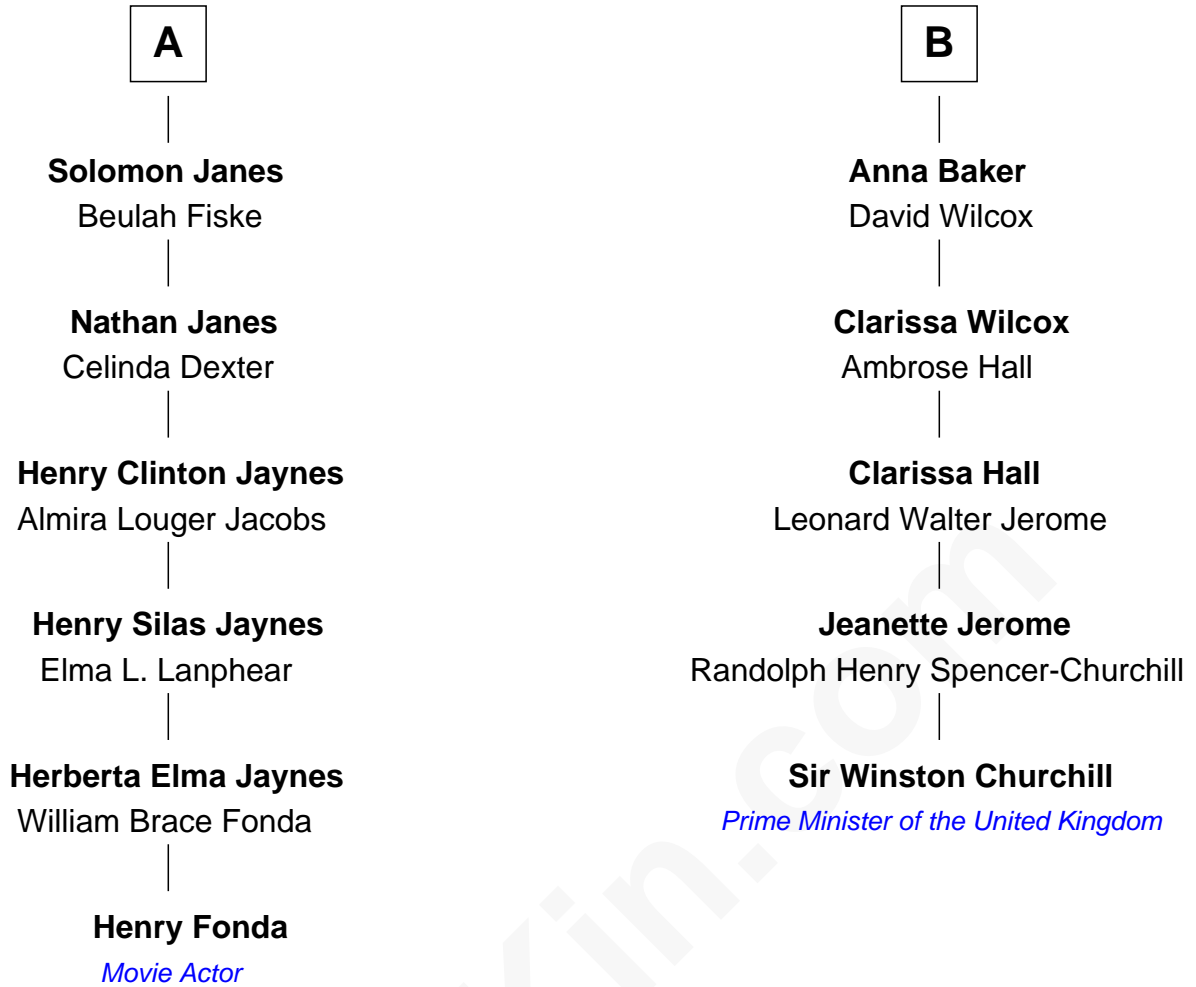 A
Solomon Janes
Beulah Fiske
Nathan Janes
Celinda Dexter
Henry Clinton Jaynes
Almira Louger Jacobs
Henry Silas Jaynes
Elma L. Lanphear
Herberta Elma Jaynes
William Brace Fonda
Henry Fonda
Movie Actor
B
Anna Baker
David Wilcox
Clarissa Wilcox
Ambrose Hall
Clarissa Hall
Leonard Walter Jerome
Jeanette Jerome
Randolph Henry Spencer-Churchill
Sir Winston Churchill
Prime Minister of the United Kingdom
Kin.com